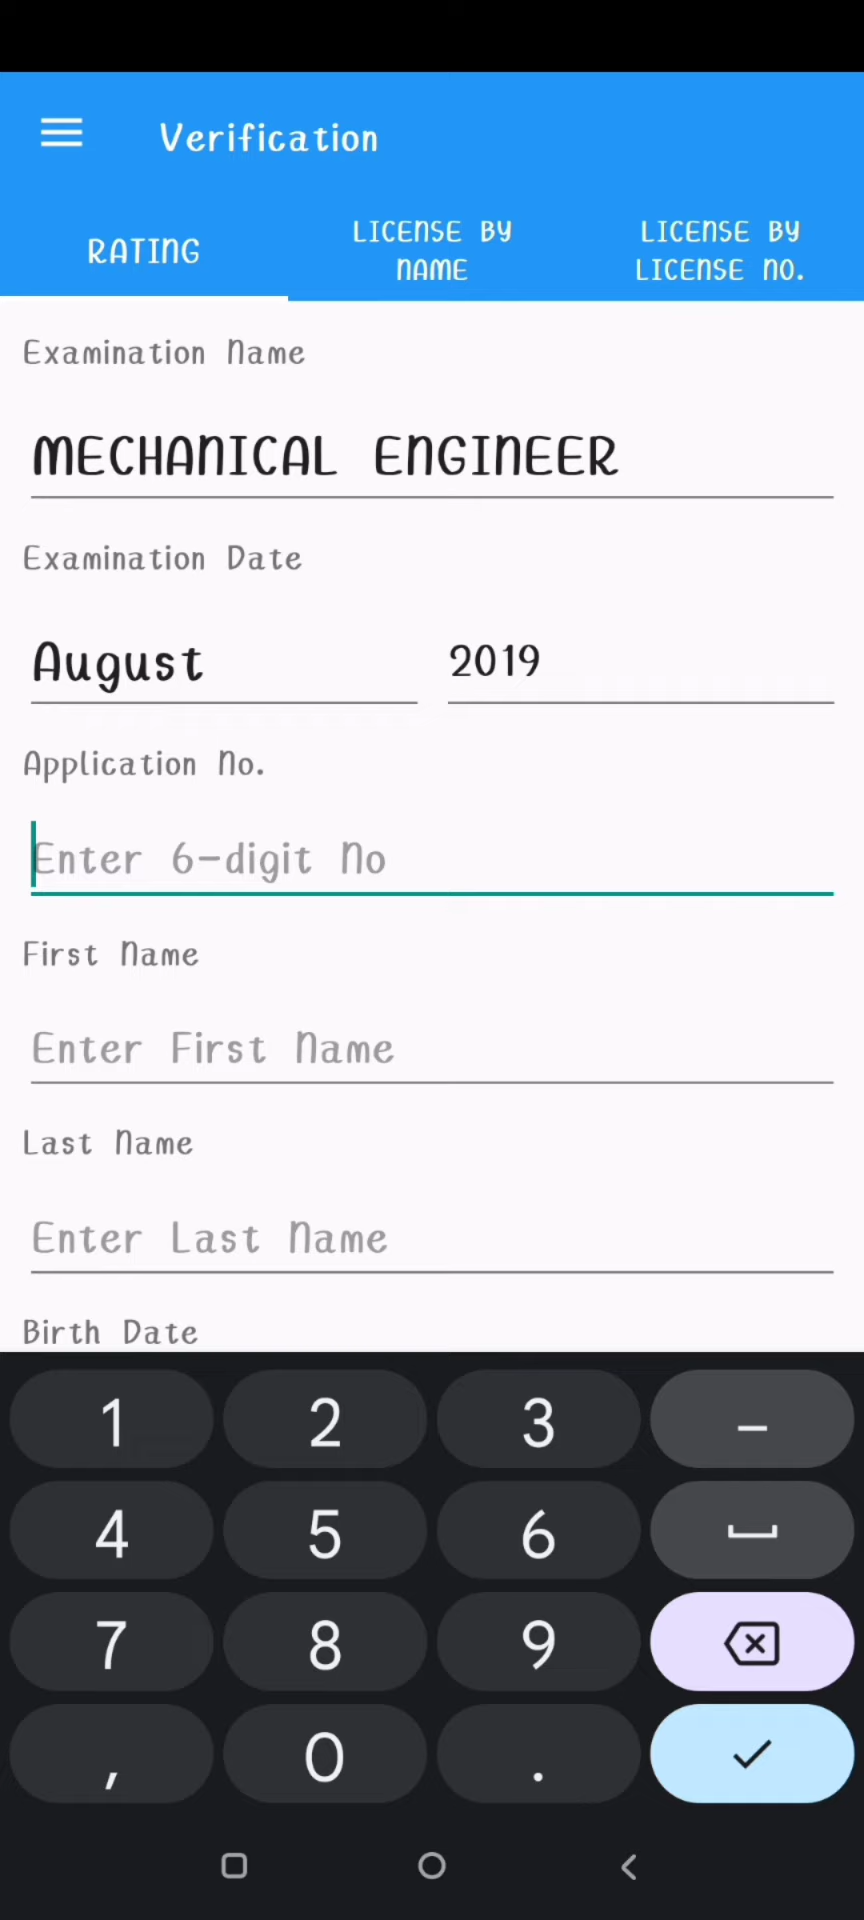 Verification
RATING
LICENSE BY NAME
LICENSE BY LICENSE NO.
Examination Name
MECHANICAL ENGINEER
Examination Date
August 2019
Application No.
Enter 6-digit No
First Name
Enter First Name
Last Name
Enter Last Name
Birth Date
1 2 3 –
4 5 6
7 8 9
, 0 .